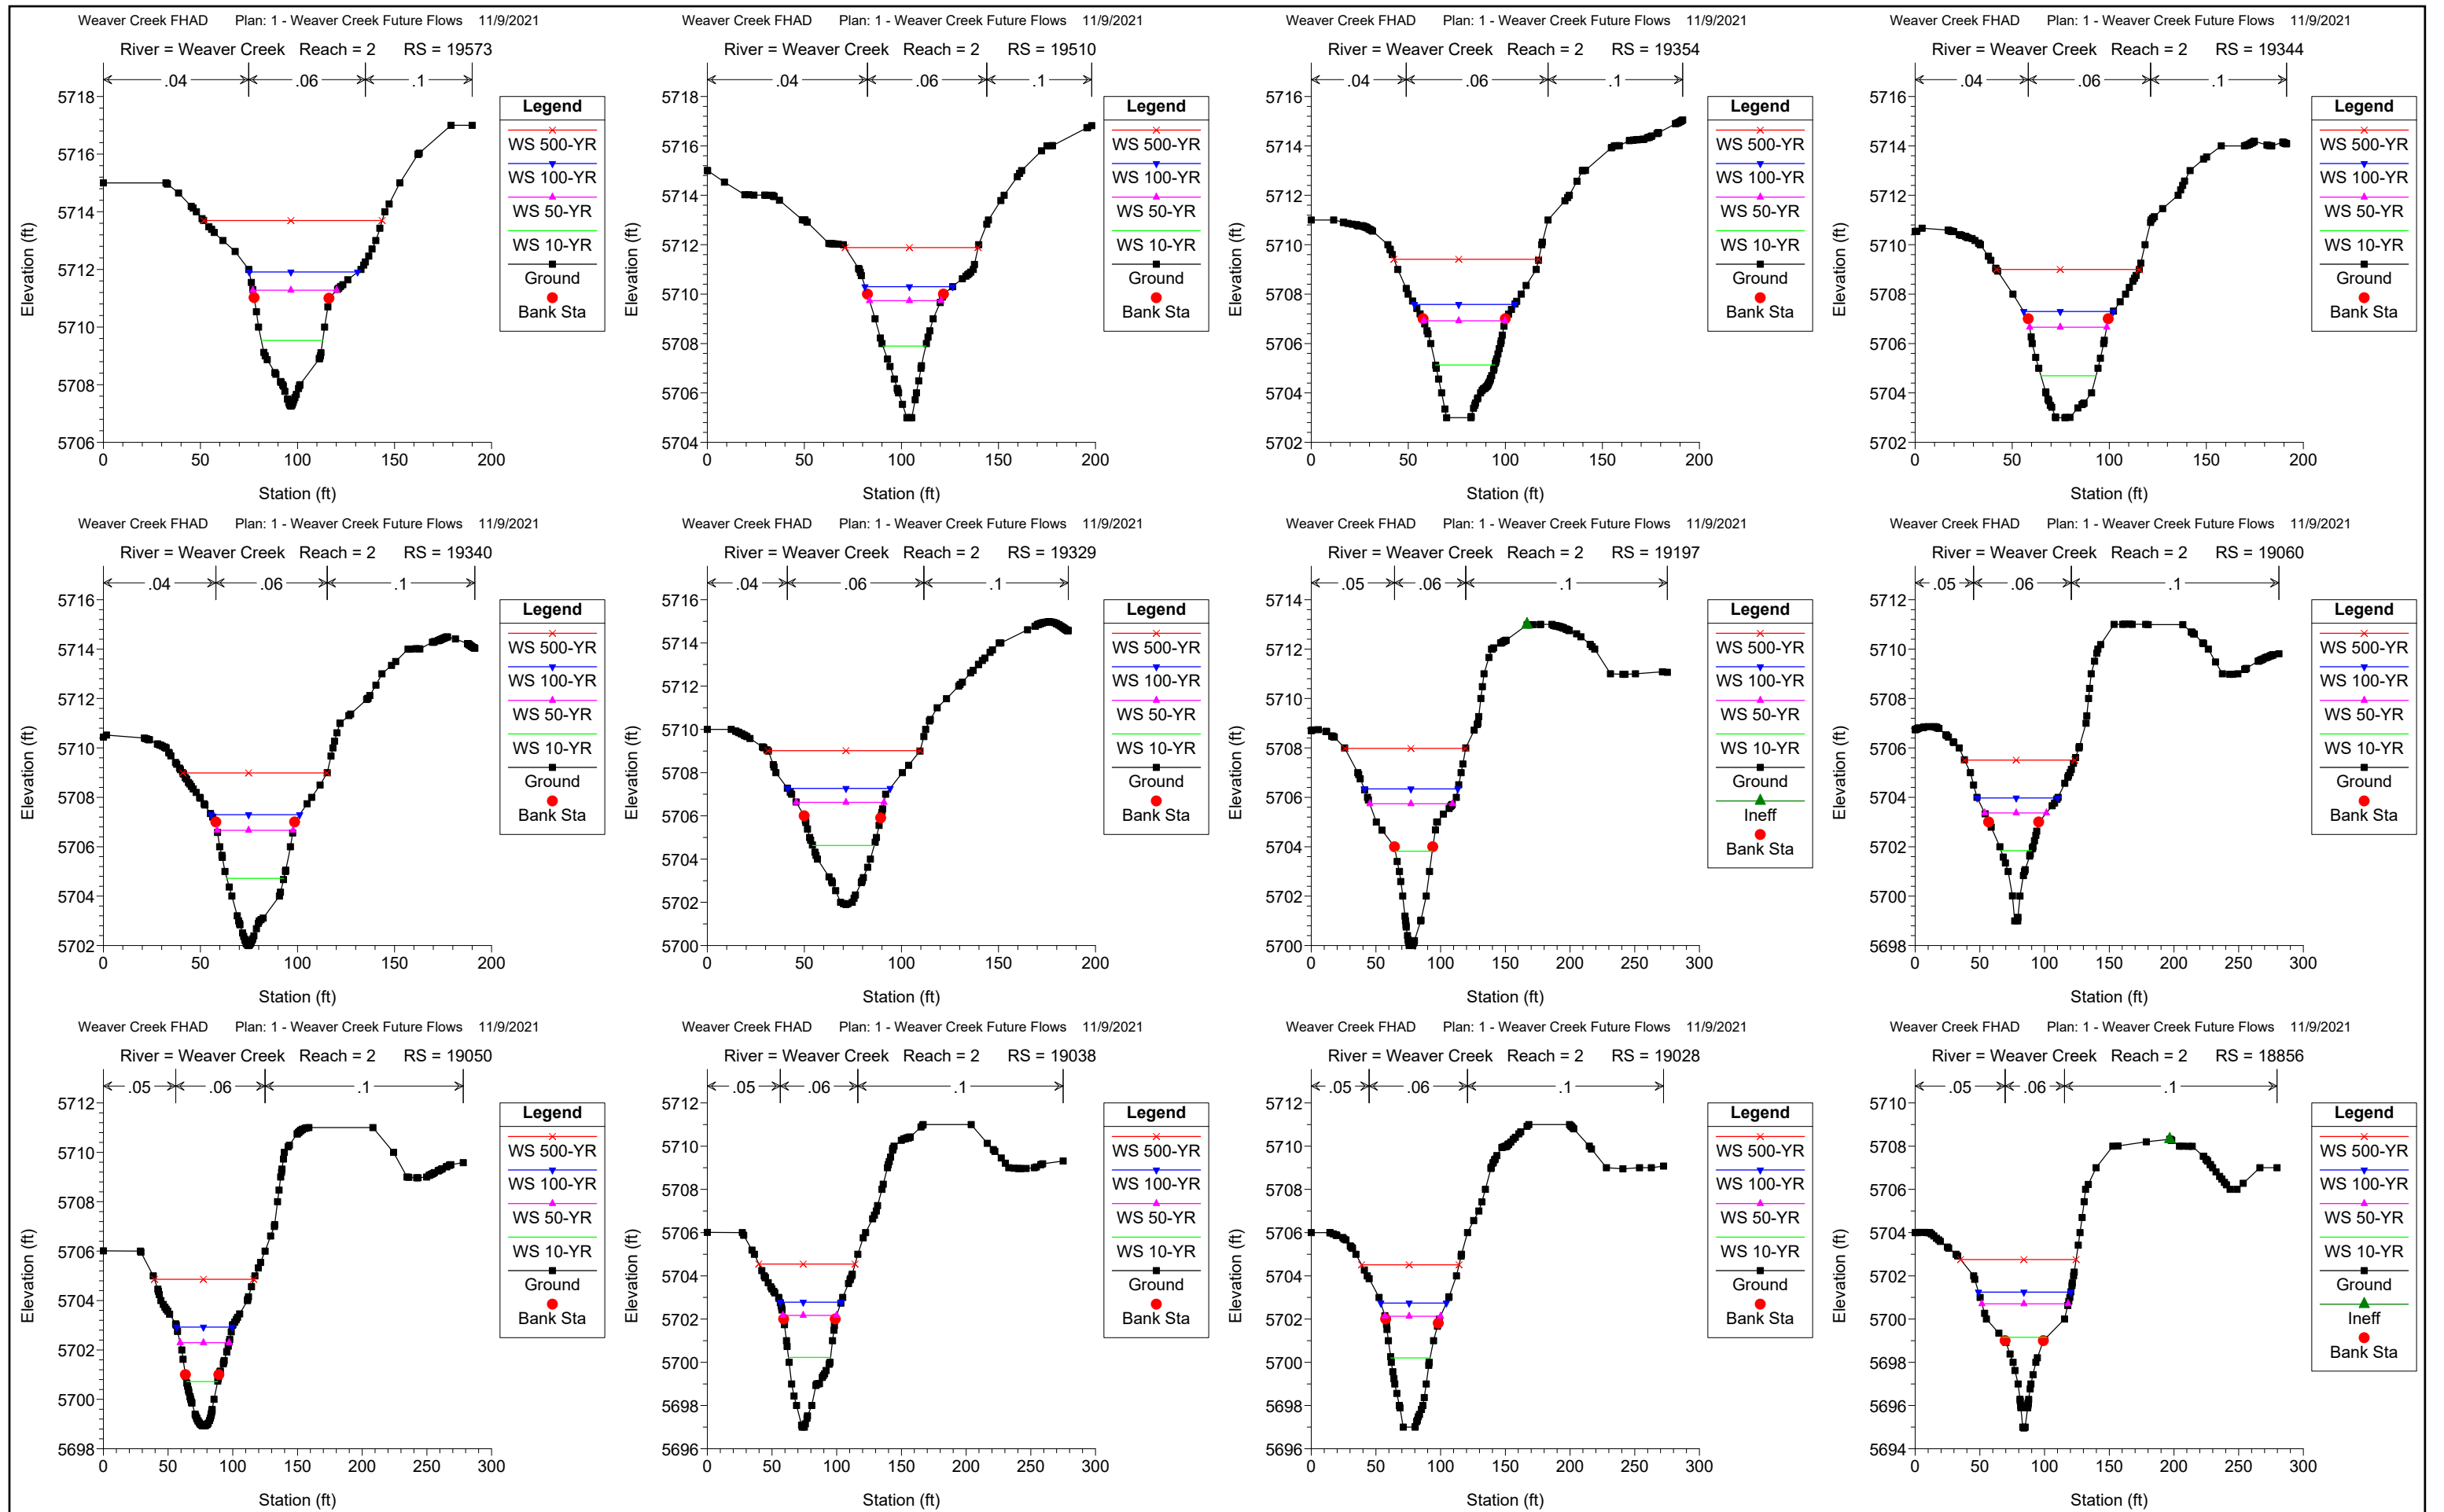 Weaver Creek FHAD Plan: 1 - Weaver Creek Future Flows 11/9/2021
River = Weaver Creek Reach = 2 RS = 19573
.04 .06 .1
5718
5716
5714
5712
5710
5708
5706
Elevation (ft)
0 50 100 150 200
Station (ft)
Legend
WS 500-YR
WS 100-YR
WS 50-YR
WS 10-YR
Ground
Bank Sta
Weaver Creek FHAD Plan: 1 - Weaver Creek Future Flows 11/9/2021
River = Weaver Creek Reach = 2 RS = 19510
.04 .06 .1
5718
5716
5714
5712
5710
5708
5706
5704
Elevation (ft)
0 50 100 150 200
Station (ft)
Legend
WS 500-YR
WS 100-YR
WS 50-YR
WS 10-YR
Ground
Bank Sta
Weaver Creek FHAD Plan: 1 - Weaver Creek Future Flows 11/9/2021
River = Weaver Creek Reach = 2 RS = 19354
.04 .06 .1
5716
5714
5712
5710
5708
5706
5704
5702
Elevation (ft)
0 50 100 150 200
Station (ft)
Legend
WS 500-YR
WS 100-YR
WS 50-YR
WS 10-YR
Ground
Bank Sta
Weaver Creek FHAD Plan: 1 - Weaver Creek Future Flows 11/9/2021
River = Weaver Creek Reach = 2 RS = 19344
.04 .06 .1
5716
5714
5712
5710
5708
5706
5704
5702
Elevation (ft)
0 50 100 150 200
Station (ft)
Legend
WS 500-YR
WS 100-YR
WS 50-YR
WS 10-YR
Ground
Bank Sta
Weaver Creek FHAD Plan: 1 - Weaver Creek Future Flows 11/9/2021
River = Weaver Creek Reach = 2 RS = 19340
.04 .06 .1
5716
5714
5712
5710
5708
5706
5704
5702
Elevation (ft)
0 50 100 150 200
Station (ft)
Legend
WS 500-YR
WS 100-YR
WS 50-YR
WS 10-YR
Ground
Bank Sta
Weaver Creek FHAD Plan: 1 - Weaver Creek Future Flows 11/9/2021
River = Weaver Creek Reach = 2 RS = 19329
.04 .06 .1
5716
5714
5712
5710
5708
5706
5704
5702
5700
Elevation (ft)
0 50 100 150 200
Station (ft)
Legend
WS 500-YR
WS 100-YR
WS 50-YR
WS 10-YR
Ground
Bank Sta
Weaver Creek FHAD Plan: 1 - Weaver Creek Future Flows 11/9/2021
River = Weaver Creek Reach = 2 RS = 19197
.05 .06 .1
5714
5712
5710
5708
5706
5704
5702
5700
Elevation (ft)
0 50 100 150 200 250 300
Station (ft)
Legend
WS 500-YR
WS 100-YR
WS 50-YR
WS 10-YR
Ground
Ineff
Bank Sta
Weaver Creek FHAD Plan: 1 - Weaver Creek Future Flows 11/9/2021
River = Weaver Creek Reach = 2 RS = 19060
.05 .06 .1
5712
5710
5708
5706
5704
5702
5700
5698
Elevation (ft)
0 50 100 150 200 250 300
Station (ft)
Legend
WS 500-YR
WS 100-YR
WS 50-YR
WS 10-YR
Ground
Bank Sta
Weaver Creek FHAD Plan: 1 - Weaver Creek Future Flows 11/9/2021
River = Weaver Creek Reach = 2 RS = 19050
.05 .06 .1
5712
5710
5708
5706
5704
5702
5700
5698
Elevation (ft)
0 50 100 150 200 250 300
Station (ft)
Legend
WS 500-YR
WS 100-YR
WS 50-YR
WS 10-YR
Ground
Bank Sta
Weaver Creek FHAD Plan: 1 - Weaver Creek Future Flows 11/9/2021
River = Weaver Creek Reach = 2 RS = 19038
.05 .06 .1
5712
5710
5708
5706
5704
5702
5700
5698
5696
Elevation (ft)
0 50 100 150 200 250 300
Station (ft)
Legend
WS 500-YR
WS 100-YR
WS 50-YR
WS 10-YR
Ground
Bank Sta
Weaver Creek FHAD Plan: 1 - Weaver Creek Future Flows 11/9/2021
River = Weaver Creek Reach = 2 RS = 19028
.05 .06 .1
5712
5710
5708
5706
5704
5702
5700
5698
5696
Elevation (ft)
0 50 100 150 200 250 300
Station (ft)
Legend
WS 500-YR
WS 100-YR
WS 50-YR
WS 10-YR
Ground
Bank Sta
Weaver Creek FHAD Plan: 1 - Weaver Creek Future Flows 11/9/2021
River = Weaver Creek Reach = 2 RS = 18856
.05 .06 .1
5710
5708
5706
5704
5702
5700
5698
5696
5694
Elevation (ft)
0 50 100 150 200 250 300
Station (ft)
Legend
WS 500-YR
WS 100-YR
WS 50-YR
WS 10-YR
Ground
Ineff
Bank Sta